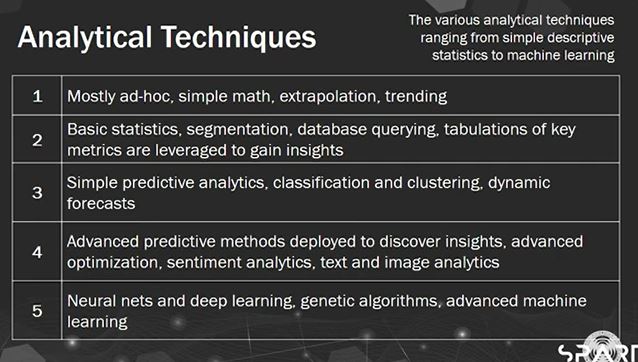 Analytical Techniques
The various analytical techniques
ranging from simple descriptive
statistics to machine learning
1 Mostly ad-hoc, simple math, extrapolation, trending
2 Basic statistics, segmentation, database querying, tabulations of key
metrics are leveraged to gain insights
3 Simple predictive analytics, classification and clustering, dynamic
forecasts
4 Advanced predictive methods deployed to discover insights, advanced
optimization, sentiment analytics, text and image analytics
5 Neural nets and deep learning, genetic algorithms, advanced machine
learning